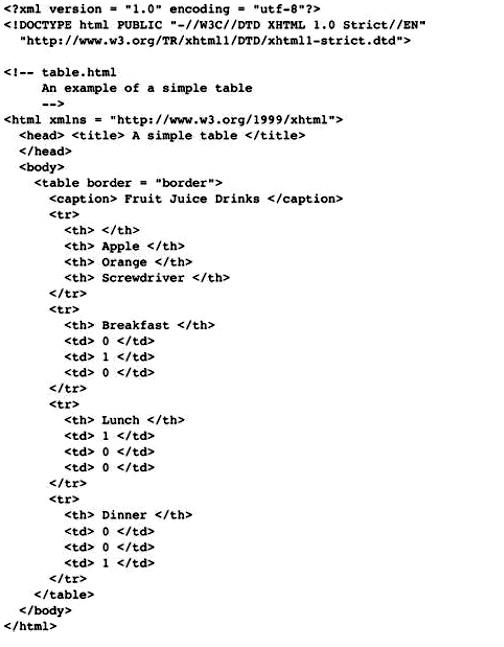 <?xml version = "1.0" encoding = "utf-8"?>
<!DOCTYPE html PUBLIC "-//W3C//DTD XHTML 1.0 Strict//EN"
  "http://www.w3.org/TR/xhtml1/DTD/xhtml1-strict.dtd">

<!-- table.html
     An example of a simple table
     -->
<html xmlns = "http://www.w3.org/1999/xhtml">
  <head> <title> A simple table </title>
  </head>
  <body>
    <table border = "border">
      <caption> Fruit Juice Drinks </caption>
      <tr>
        <th> </th>
        <th> Apple </th>
        <th> Orange </th>
        <th> Screwdriver </th>
      </tr>
      <tr>
        <th> Breakfast </th>
        <td> 0 </td>
        <td> 1 </td>
        <td> 0 </td>
      </tr>
      <tr>
        <th> Lunch </th>
        <td> 1 </td>
        <td> 0 </td>
        <td> 0 </td>
      </tr>
      <tr>
        <th> Dinner </th>
        <td> 0 </td>
        <td> 0 </td>
        <td> 1 </td>
      </tr>
    </table>
  </body>
</html>